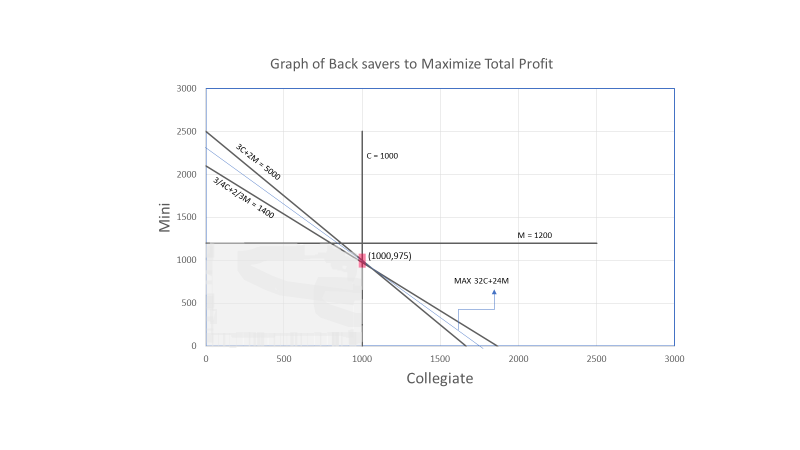 Graph of Back savers to Maximize Total Profit
3000
2500
2000
1500
1000
500
0
Mini
3C+2M = 5000
3/4C+2/3M = 1400
C = 1000
M = 1200
(1000,975)
MAX 32C+24M
0 500 1000 1500 2000 2500 3000
Collegiate